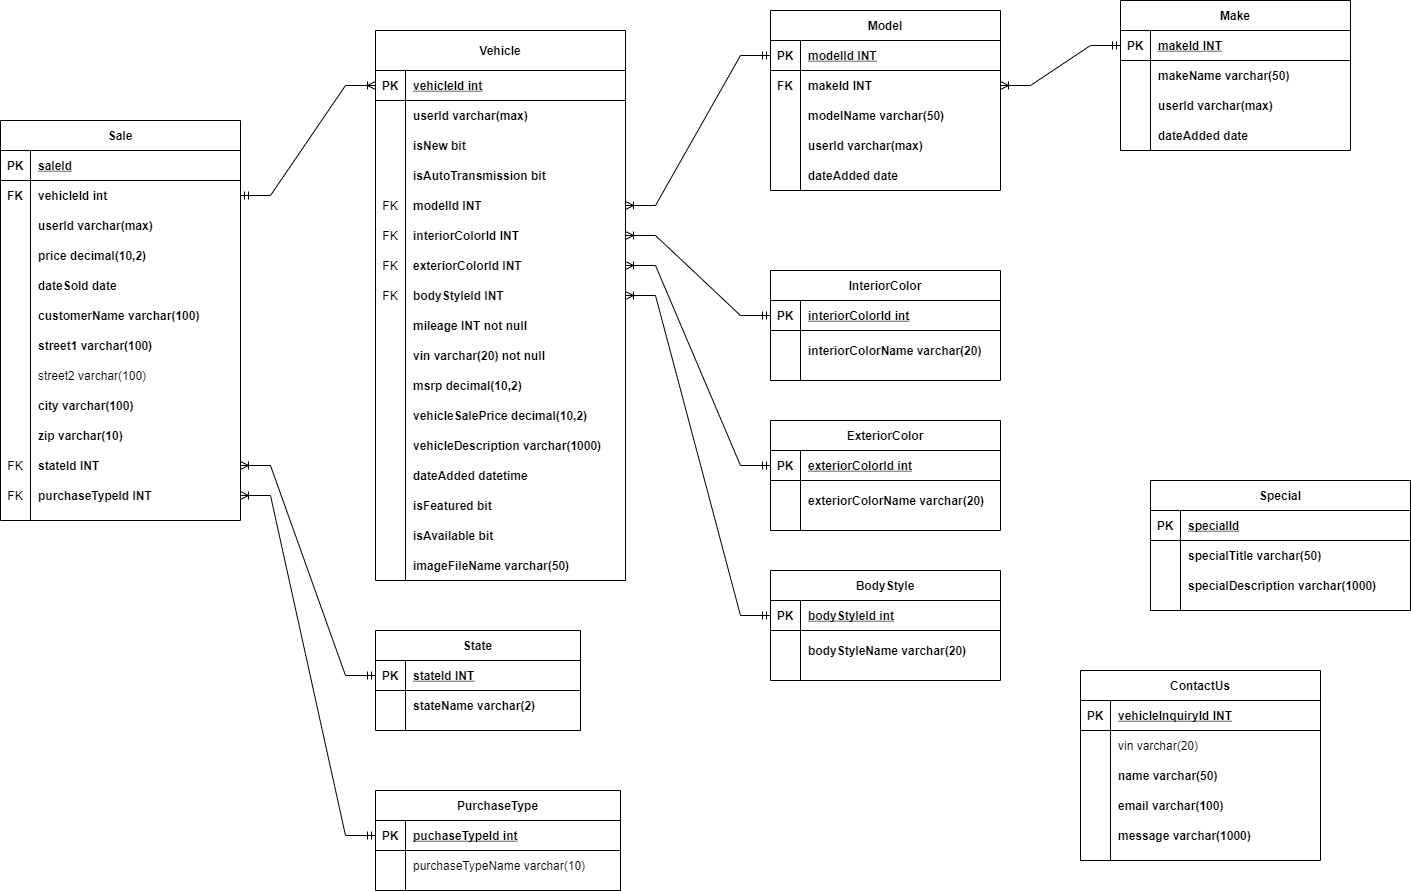 Sale
PK saleId
FK vehicleId int
userId varchar(max)
price decimal(10,2)
dateSold date
customerName varchar(100)
street1 varchar(100)
street2 varchar(100)
city varchar(100)
zip varchar(10)
FK stateId INT
FK purchaseTypeId INT
Vehicle
PK vehicleId int
userId varchar(max)
isNew bit
isAutoTransmission bit
FK modelId INT
FK interiorColorId INT
FK exteriorColorId INT
FK bodyStyleId INT
mileage INT not null
vin varchar(20) not null
msrp decimal(10,2)
vehicleSalePrice decimal(10,2)
vehicleDescription varchar(1000)
dateAdded datetime
isFeatured bit
isAvailable bit
imageFileName varchar(50)
State
PK stateId INT
stateName varchar(2)
PurchaseType
PK puchaseTypeId int
purchaseTypeName varchar(10)
Model
PK modelId INT
FK makeId INT
modelName varchar(50)
userId varchar(max)
dateAdded date
InteriorColor
PK interiorColorId int
interiorColorName varchar(20)
ExteriorColor
PK exteriorColorId int
exteriorColorName varchar(20)
BodyStyle
PK bodyStyleId int
bodyStyleName varchar(20)
Make
PK makeId INT
makeName varchar(50)
userId varchar(max)
dateAdded date
Special
PK specialId
specialTitle varchar(50)
specialDescription varchar(1000)
ContactUs
PK vehicleInquiryId INT
vin varchar(20)
name varchar(50)
email varchar(100)
message varchar(1000)